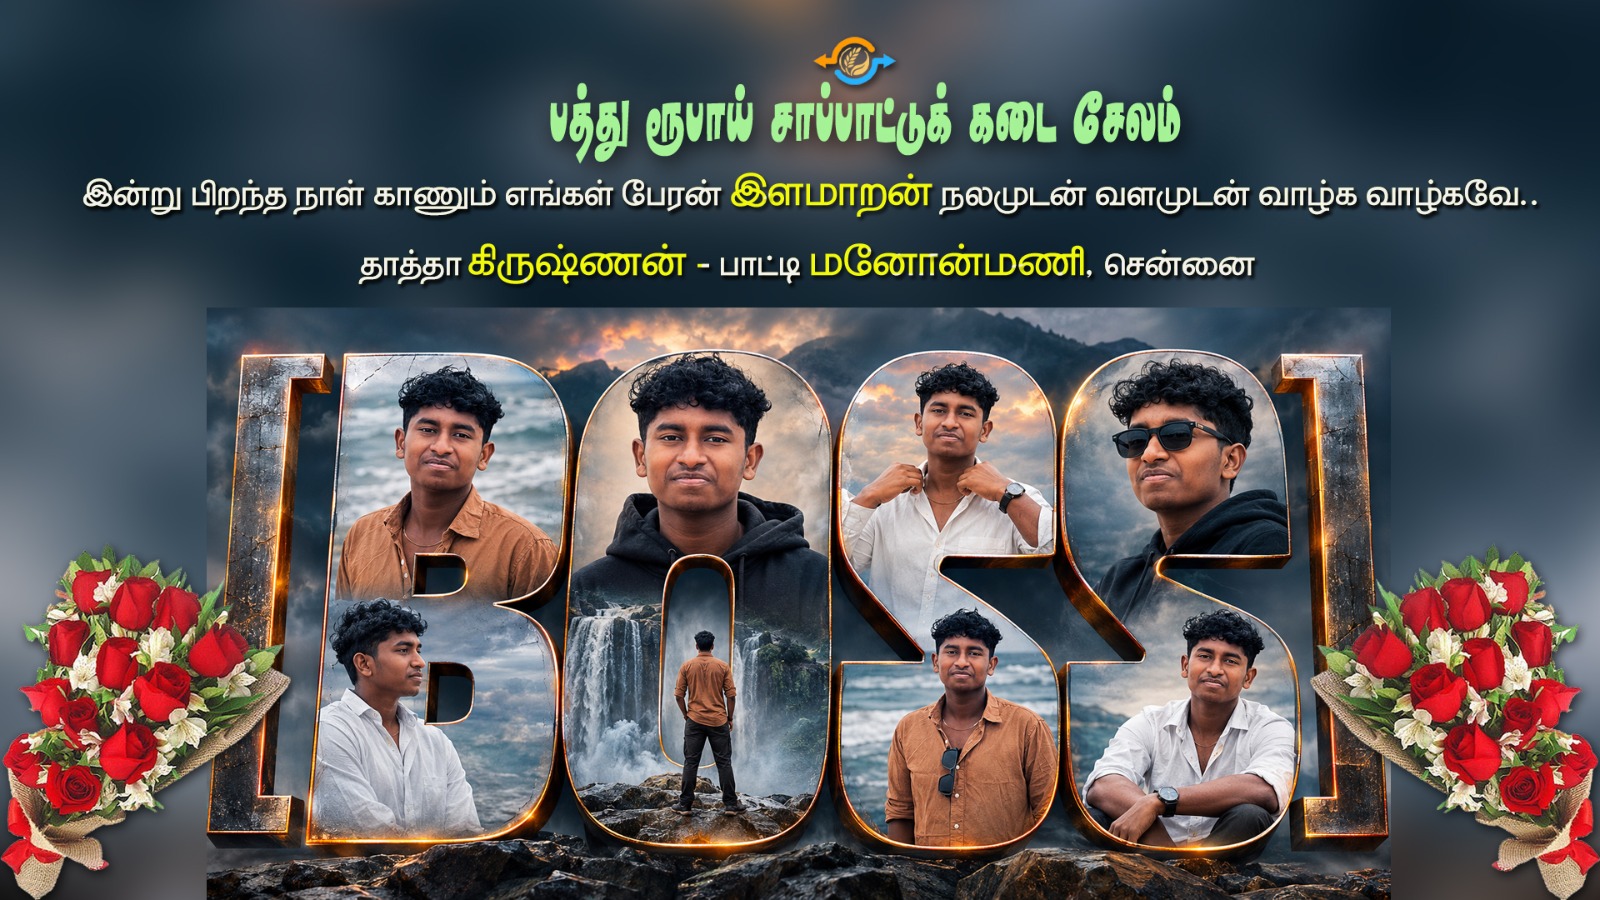 பத்து ரூபாய் சாப்பாட்டுக் கடை சேலம்
இன்று பிறந்த நாள் காணும் எங்கள் பேரன் இளமாறன் நலமுடன் வளமுடன் வாழ்க வாழ்கவே..
தாத்தா கிருஷ்ணன் - பாட்டி மனோன்மணி, சென்னை
[BOSS]